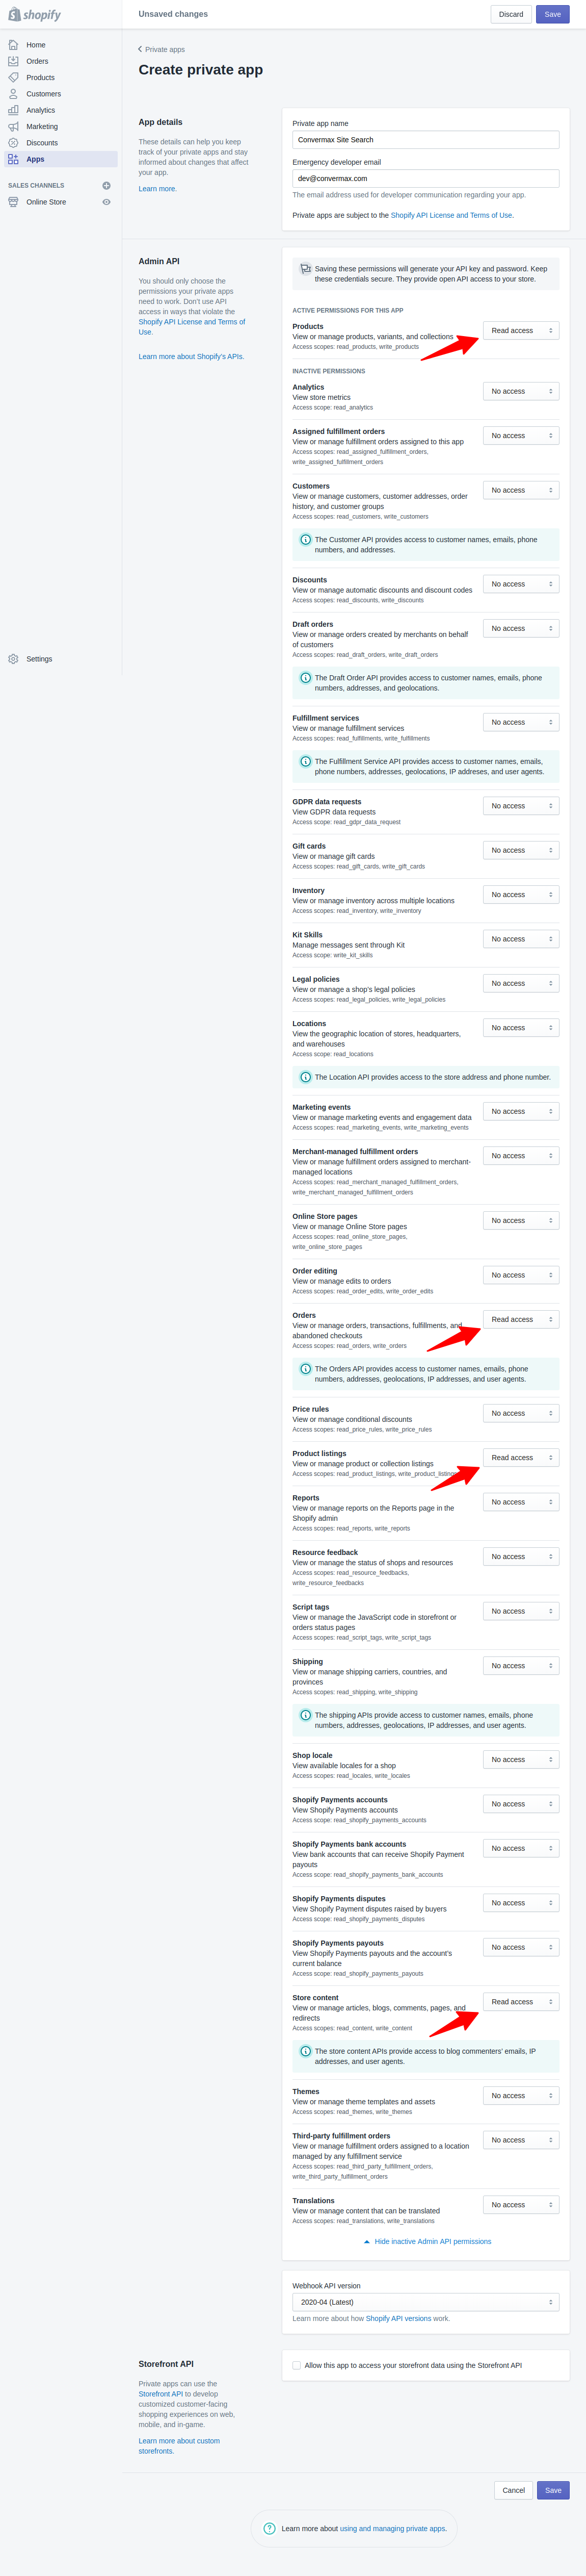 shopify
Unsaved changes
Discard
Save
Home
Orders
Products
Customers
Analytics
Marketing
Discounts
Apps
SALES CHANNELS
Online Store
Settings
Private apps
Create private app
App details
These details can help you keep
track of your private apps and stay
informed about changes that affect
your app.
Learn more.
Private app name
Convermax Site Search
Emergency developer email
dev@convermax.com
The email address used for developer communication regarding your app.
Private apps are subject to the Shopify API License and Terms of Use.
Admin API
You should only choose the
permissions your private apps
need to work. Don't use API
access in ways that violate the
Shopify API License and Terms of
Use.
Learn more about Shopify's APIs.
Saving these permissions will generate your API key and password. Keep
these credentials secure. They provide open API access to your store.
ACTIVE PERMISSIONS FOR THIS APP
Products
View or manage products, variants, and collections
Access scopes: read_products, write_products
Read access
INACTIVE PERMISSIONS
Analytics
View store metrics
Access scope: read_analytics
No access
Assigned fulfillment orders
View or manage fulfillment orders assigned to this app
Access scopes: read_assigned_fulfillment_orders,
write_assigned_fulfillment_orders
No access
Customers
View or manage customers, customer addresses, order
history, and customer groups
Access scopes: read_customers, write_customers
No access
The Customer API provides access to customer names, emails, phone
numbers, and addresses.
Discounts
View or manage automatic discounts and discount codes
Access scopes: read_discounts, write_discounts
No access
Draft orders
View or manage orders created by merchants on behalf
of customers
Access scopes: read_draft_orders, write_draft_orders
No access
The Draft Order API provides access to customer names, emails, phone
numbers, addresses, and geolocations.
Fulfillment services
View or manage fulfillment services
Access scopes: read_fulfillments, write_fulfillments
No access
The Fulfillment Service API provides access to customer names, emails,
phone numbers, addresses, geolocations, IP addreses, and user agents.
GDPR data requests
View GDPR data requests
Access scope: read_gdpr_data_request
No access
Gift cards
View or manage gift cards
Access scopes: read_gift_cards, write_gift_cards
No access
Inventory
View or manage inventory across multiple locations
Access scopes: read_inventory, write_inventory
No access
Kit Skills
Manage messages sent through Kit
Access scope: write_kit_skills
No access
Legal policies
View or manage a shop's legal policies
Access scopes: read_legal_policies, write_legal_policies
No access
Locations
View the geographic location of stores, headquarters,
and warehouses
Access scope: read_locations
No access
The Location API provides access to the store address and phone number.
Marketing events
View or manage marketing events and engagement data
Access scopes: read_marketing_events, write_marketing_events
No access
Merchant-managed fulfillment orders
View or manage fulfillment orders assigned to merchant-
managed locations
Access scopes: read_merchant_managed_fulfillment_orders,
write_merchant_managed_fulfillment_orders
No access
Online Store pages
View or manage Online Store pages
Access scopes: read_online_store_pages,
write_online_store_pages
No access
Order editing
View or manage edits to orders
Access scopes: read_order_edits, write_order_edits
No access
Orders
View or manage orders, transactions, fulfillments, and
abandoned checkouts
Access scopes: read_orders, write_orders
Read access
The Orders API provides access to customer names, emails, phone
numbers, addresses, geolocations, IP addresses, and user agents.
Price rules
View or manage conditional discounts
Access scopes: read_price_rules, write_price_rules
No access
Product listings
View or manage product or collection listings
Access scopes: read_product_listings, write_product_listings
Read access
Reports
View or manage reports on the Reports page in the
Shopify admin
Access scopes: read_reports, write_reports
No access
Resource feedback
View or manage the status of shops and resources
Access scopes: read_resource_feedbacks,
write_resource_feedbacks
No access
Script tags
View or manage the JavaScript code in storefront or
orders status pages
Access scopes: read_script_tags, write_script_tags
No access
Shipping
View or manage shipping carriers, countries, and
provinces
Access scopes: read_shipping, write_shipping
No access
The shipping APIs provide access to customer names, emails, phone
numbers, addresses, geolocations, IP addresses, and user agents.
Shop locale
View available locales for a shop
Access scopes: read_locales, write_locales
No access
Shopify Payments accounts
View Shopify Payments accounts
Access scope: read_shopify_payments_accounts
No access
Shopify Payments bank accounts
View bank accounts that can receive Shopify Payment
payouts
Access scope: read_shopify_payments_bank_accounts
No access
Shopify Payments disputes
View Shopify Payment disputes raised by buyers
Access scope: read_shopify_payments_disputes
No access
Shopify Payments payouts
View Shopify Payments payouts and the account's
current balance
Access scope: read_shopify_payments_payouts
No access
Store content
View or manage articles, blogs, comments, pages, and
redirects
Access scopes: read_content, write_content
Read access
The store content APIs provide access to blog commenters' emails, IP
addresses, and user agents.
Themes
View or manage theme templates and assets
Access scopes: read_themes, write_themes
No access
Third-party fulfillment orders
View or manage fulfillment orders assigned to a location
managed by any fulfillment service
Access scopes: read_third_party_fulfillment_orders,
write_third_party_fulfillment_orders
No access
Translations
View or manage content that can be translated
Access scopes: read_translations, write_translations
No access
Hide inactive Admin API permissions
Webhook API version
2020-04 (Latest)
Learn more about how Shopify API versions work.
Storefront API
Private apps can use the
Storefront API to develop
customized customer-facing
shopping experiences on web,
mobile, and in-game.
Learn more about custom
storefronts.
Allow this app to access your storefront data using the Storefront API
Cancel
Save
Learn more about using and managing private apps.